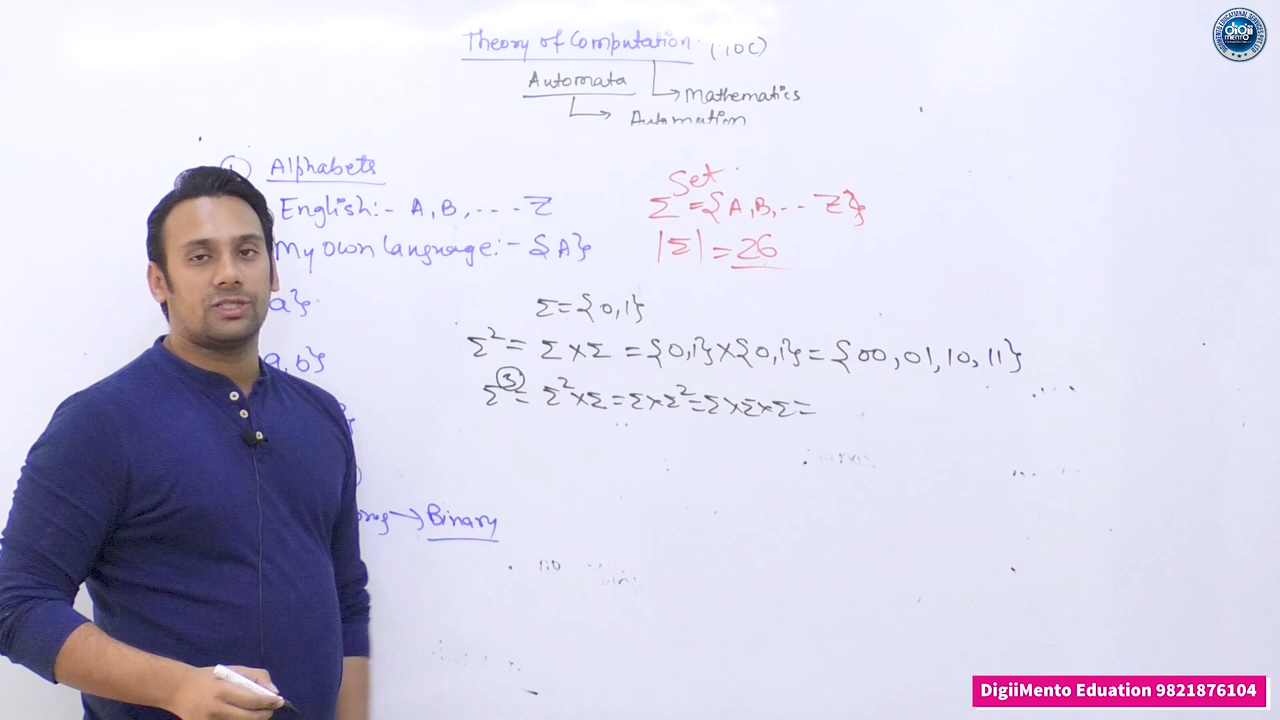 Theory of Computation (TOC)
Automata
Mathematics
Automation
① Alphabets
English:- A, B, ---- Z
Set
Σ = {A, B, -- Z}
My own language:- {A}
|Σ| = 26
a}
Σ = {0,1}
Σ² = Σ×Σ = {0,1}×{0,1} = {00, 01, 10, 11}
a, b}
Σ³ = Σ²×Σ = Σ×Σ² = Σ×Σ×Σ =
→ Binary
DigiiMento Eduation 9821876104